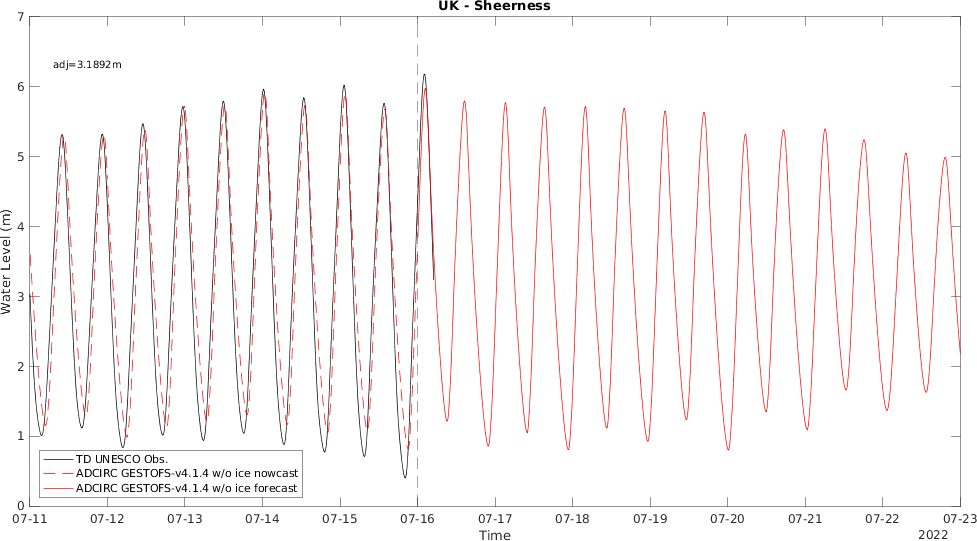 UK - Sheerness
7
adj=3.1892m
6
5
4
Water Level (m)
3
2
1
0
TD UNESCO Obs.
ADCIRC GESTOFS-v4.1.4 w/o ice nowcast
ADCIRC GESTOFS-v4.1.4 w/o ice forecast
07-11 07-12 07-13 07-14 07-15 07-16 07-17 07-18 07-19 07-20 07-21 07-22 07-23
Time
2022